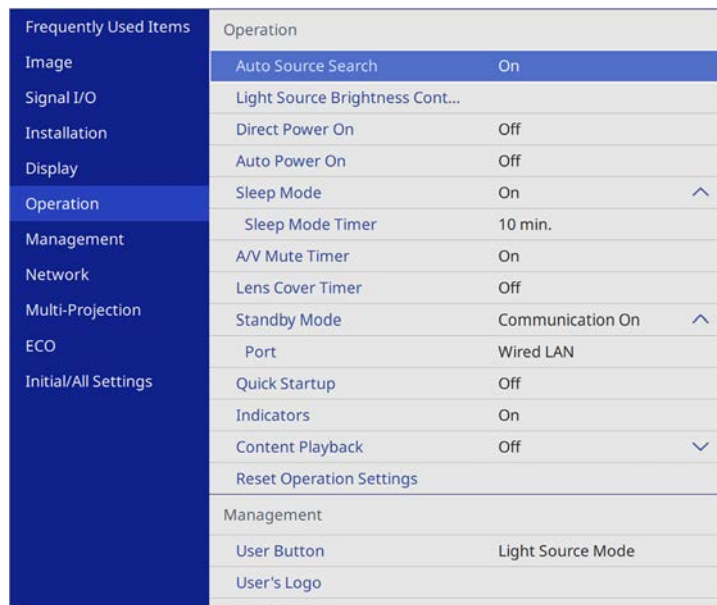 Frequently Used Items
Image
Signal I/O
Installation
Display
Operation
Management
Network
Multi-Projection
ECO
Initial/All Settings
Operation
Auto Source Search On
Light Source Brightness Cont...
Direct Power On Off
Auto Power On Off
Sleep Mode On
Sleep Mode Timer 10 min.
A/V Mute Timer On
Lens Cover Timer Off
Standby Mode Communication On
Port Wired LAN
Quick Startup Off
Indicators On
Content Playback Off
Reset Operation Settings
Management
User Button Light Source Mode
User's Logo